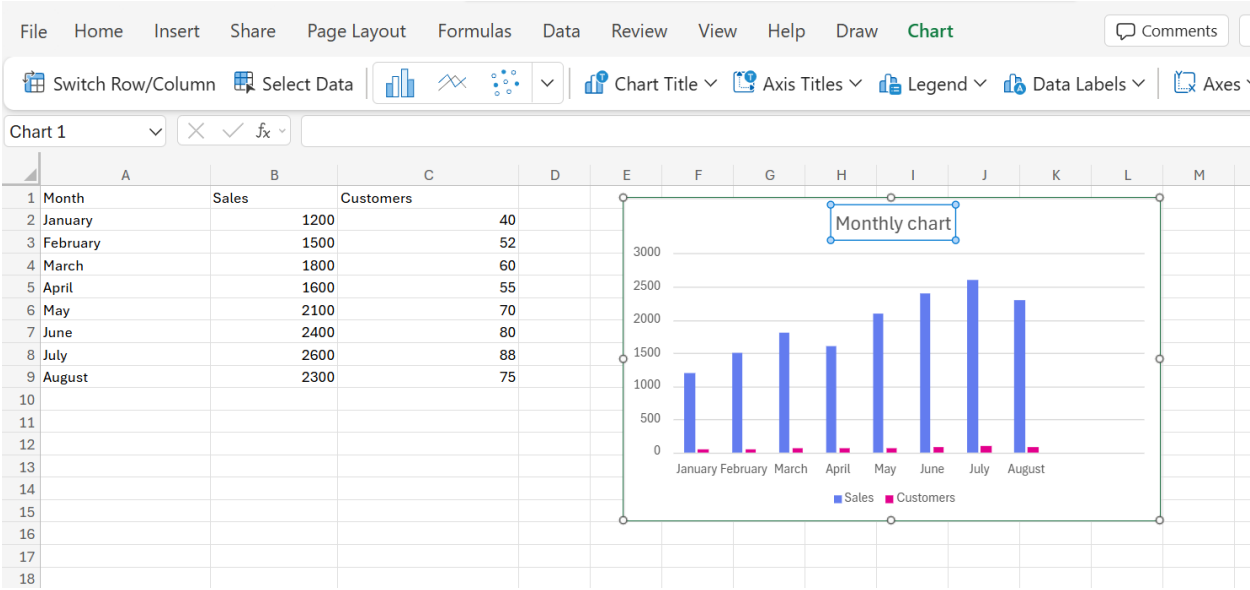 File Home Insert Share Page Layout Formulas Data Review View Help Draw Chart Comments
Switch Row/Column Select Data Chart Title Axis Titles Legend Data Labels Axes
Chart 1 fx
A B C D E F G H I J K L M
1 Month Sales Customers
2 January 1200 40
3 February 1500 52
4 March 1800 60
5 April 1600 55
6 May 2100 70
7 June 2400 80
8 July 2600 88
9 August 2300 75
10
11
12
13
14
15
16
17
18
Monthly chart
3000
2500
2000
1500
1000
500
0
January February March April May June July August
Sales Customers